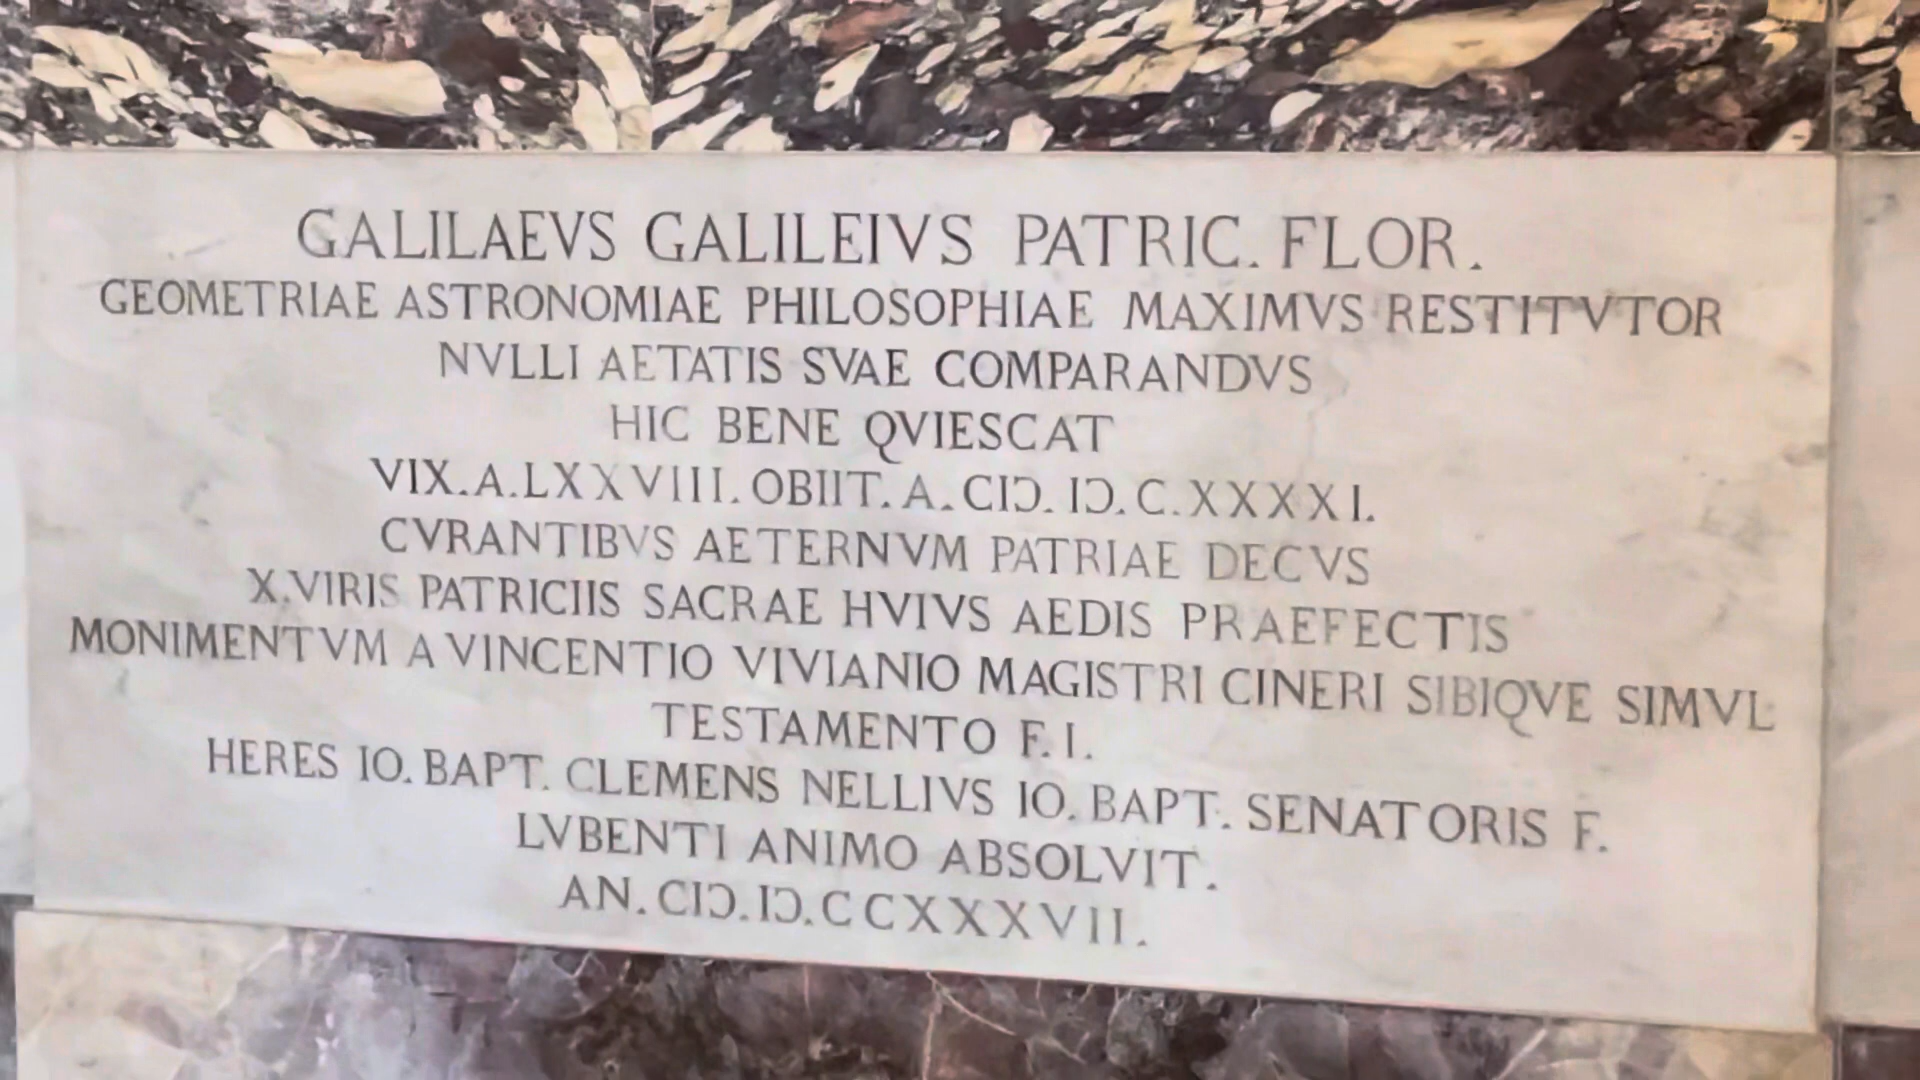 GALILAEVS GALILEIVS PATRIC. FLOR.
GEOMETRIAE ASTRONOMIAE PHILOSOPHIAE MAXIMVS RESTITVTOR
NVLLI AETATIS SVAE COMPARANDVS
HIC BENE QVIESCAT
VIX. A. LXXVIII. OBIIT. A. CIƆ. IƆ. C. XXXXI.
CVRANTIBVS AETERNVM PATRIAE DECVS
X. VIRIS PATRICIIS SACRAE HVIVS AEDIS PRAEFECTIS
MONIMENTVM A VINCENTIO VIVIANIO MAGISTRI CINERI SIBIQVE SIMVL
TESTAMENTO F. I.
HERES IO. BAPT. CLEMENS NELLIVS IO. BAPT. SENATORIS F.
LVBENTI ANIMO ABSOLVIT.
AN. CIƆ. IƆ. CCXXXVII.